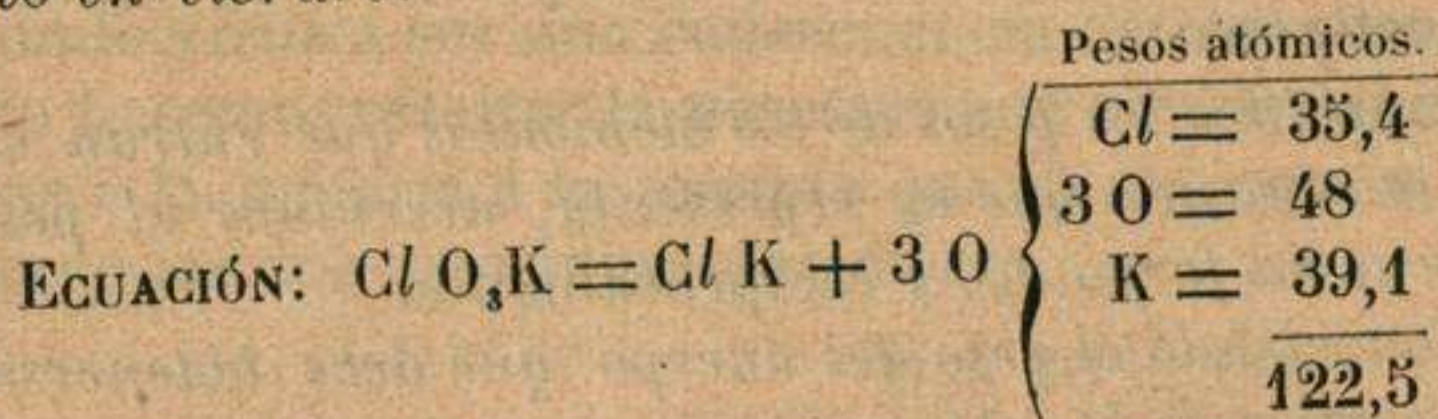 Pesos atómicos.
Cl = 35,4
3 O = 48
ECUACIÓN: Cl O₃K = Cl K + 3 O
K = 39,1
122,5